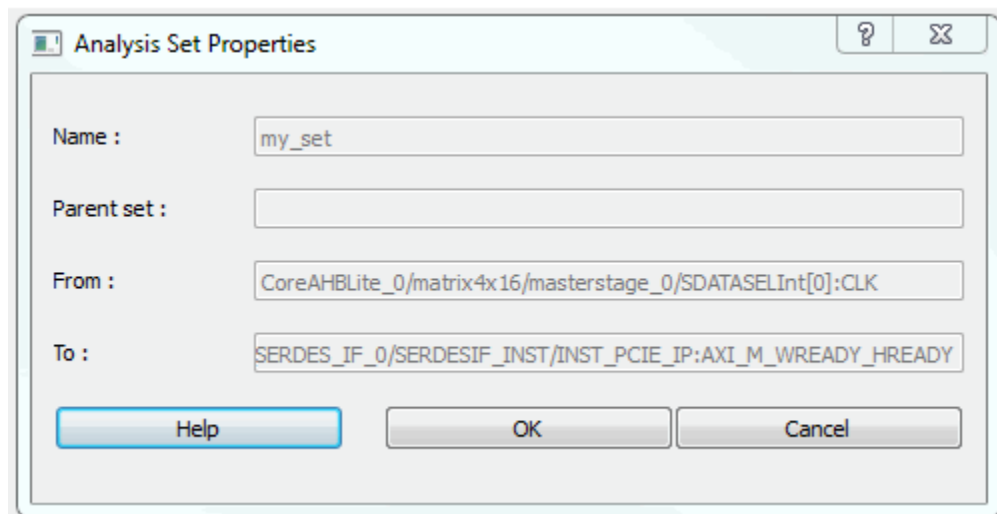 Analysis Set Properties
Name :
my_set
Parent set :
From :
CoreAHBLite_0/matrix4x16/masterstage_0/SDATASELInt[0]:CLK
To :
SERDES_IF_0/SERDESIF_INST/INST_PCIE_IP:AXI_M_WREADY_HREADY
Help
OK
Cancel